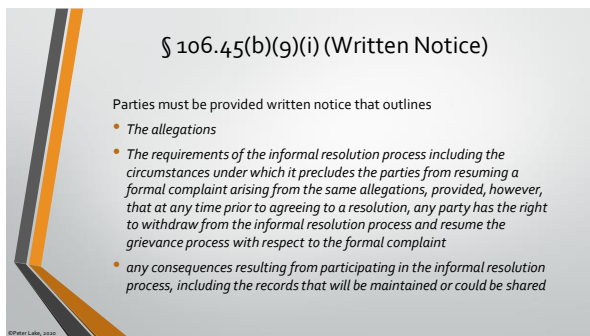 § 106.45(b)(9)(i) (Written Notice)
Parties must be provided written notice that outlines
• The allegations
• The requirements of the informal resolution process including the
circumstances under which it precludes the parties from resuming a
formal complaint arising from the same allegations, provided, however,
that at any time prior to agreeing to a resolution, any party has the right
to withdraw from the informal resolution process and resume the
grievance process with respect to the formal complaint
• any consequences resulting from participating in the informal resolution
process, including the records that will be maintained or could be shared
©Peter Lake, 2020